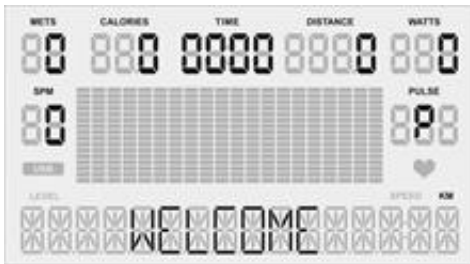 METS CALORIES TIME DISTANCE WATTS
0 0 0000 0 0
SPM PULSE
0 P
USB
LEVEL SPEED KM
WELCOME